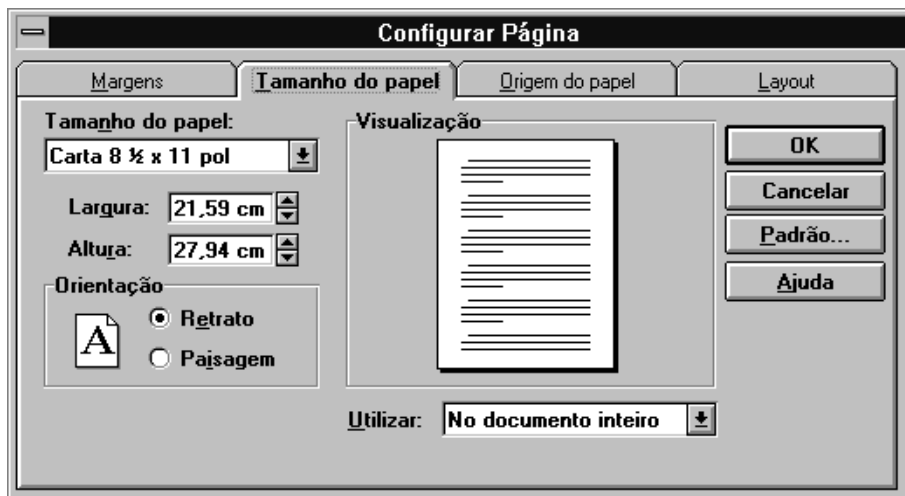 Configurar Página
Margens
Tamanho do papel
Origem do papel
Layout
Tamanho do papel:
Carta 8 ½ x 11 pol
Largura: 21,59 cm
Altura: 27,94 cm
Orientação
A
Retrato
Paisagem
Visualização
Utilizar: No documento inteiro
OK
Cancelar
Padrão...
Ajuda